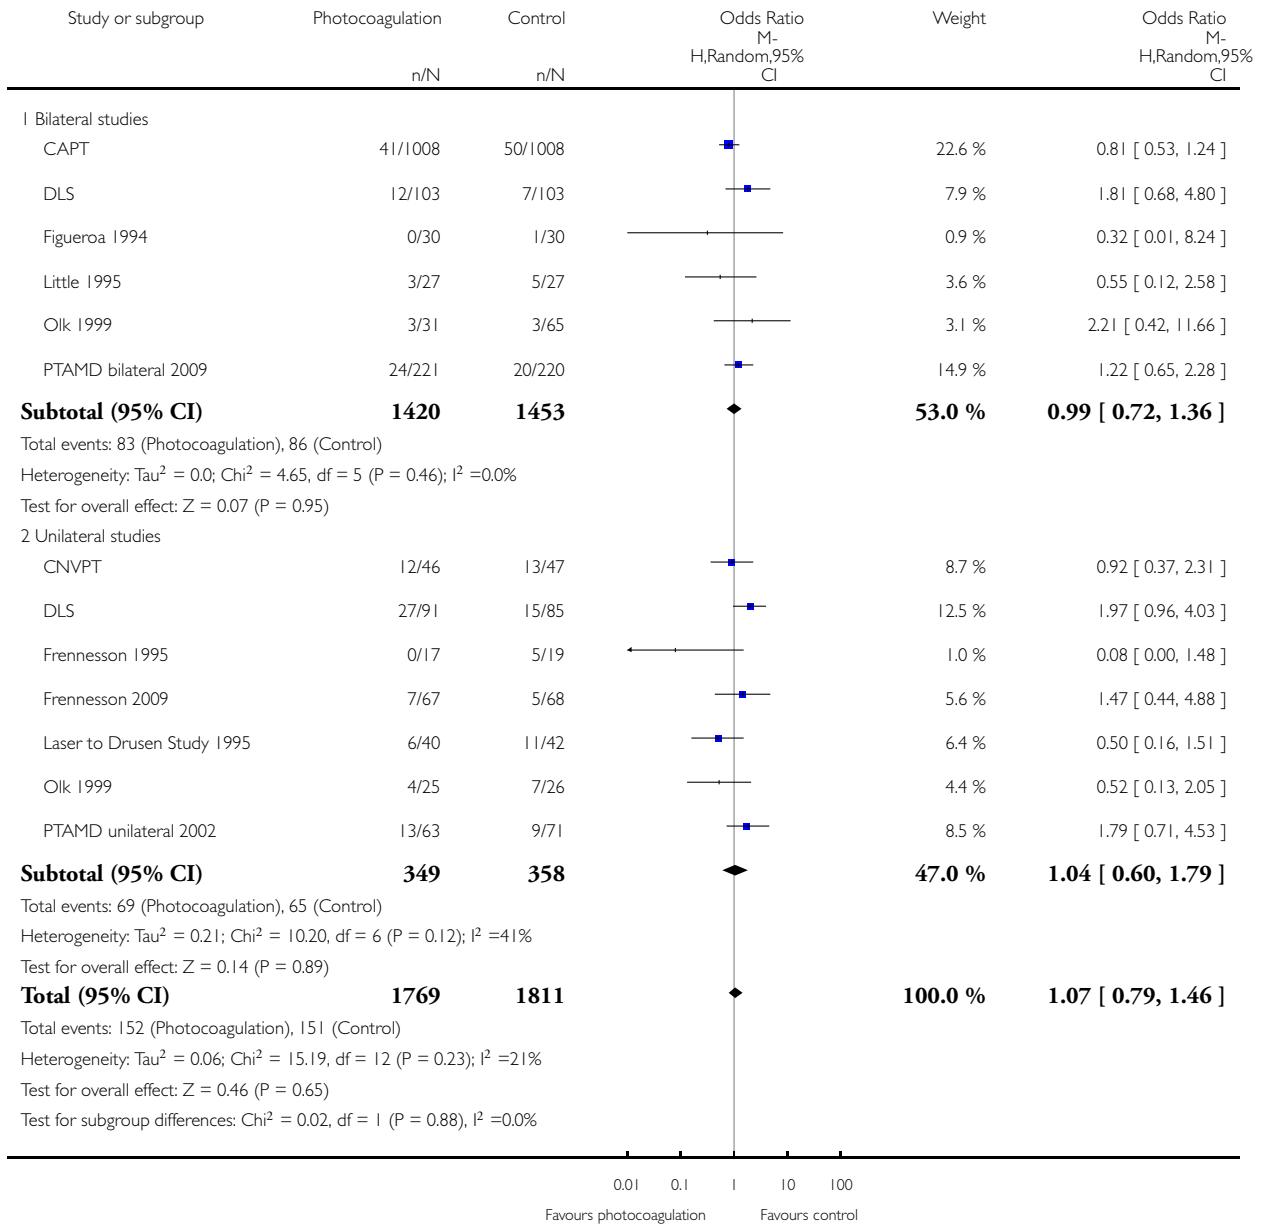 Study or subgroup Photocoagulation Control Odds Ratio Weight Odds Ratio
M- M-
H,Random,95% H,Random,95%
n/N n/N CI CI
1 Bilateral studies
CAPT 41/1008 50/1008 22.6 % 0.81 [ 0.53, 1.24 ]
DLS 12/103 7/103 7.9 % 1.81 [ 0.68, 4.80 ]
Figueroa 1994 0/30 1/30 0.9 % 0.32 [ 0.01, 8.24 ]
Little 1995 3/27 5/27 3.6 % 0.55 [ 0.12, 2.58 ]
Olk 1999 3/31 3/65 3.1 % 2.21 [ 0.42, 11.66 ]
PTAMD bilateral 2009 24/221 20/220 14.9 % 1.22 [ 0.65, 2.28 ]
Subtotal (95% CI) 1420 1453 53.0 % 0.99 [ 0.72, 1.36 ]
Total events: 83 (Photocoagulation), 86 (Control)
Heterogeneity: Tau² = 0.0; Chi² = 4.65, df = 5 (P = 0.46); I² =0.0%
Test for overall effect: Z = 0.07 (P = 0.95)
2 Unilateral studies
CNVPT 12/46 13/47 8.7 % 0.92 [ 0.37, 2.31 ]
DLS 27/91 15/85 12.5 % 1.97 [ 0.96, 4.03 ]
Frennesson 1995 0/17 5/19 1.0 % 0.08 [ 0.00, 1.48 ]
Frennesson 2009 7/67 5/68 5.6 % 1.47 [ 0.44, 4.88 ]
Laser to Drusen Study 1995 6/40 11/42 6.4 % 0.50 [ 0.16, 1.51 ]
Olk 1999 4/25 7/26 4.4 % 0.52 [ 0.13, 2.05 ]
PTAMD unilateral 2002 13/63 9/71 8.5 % 1.79 [ 0.71, 4.53 ]
Subtotal (95% CI) 349 358 47.0 % 1.04 [ 0.60, 1.79 ]
Total events: 69 (Photocoagulation), 65 (Control)
Heterogeneity: Tau² = 0.21; Chi² = 10.20, df = 6 (P = 0.12); I² =41%
Test for overall effect: Z = 0.14 (P = 0.89)
Total (95% CI) 1769 1811 100.0 % 1.07 [ 0.79, 1.46 ]
Total events: 152 (Photocoagulation), 151 (Control)
Heterogeneity: Tau² = 0.06; Chi² = 15.19, df = 12 (P = 0.23); I² =21%
Test for overall effect: Z = 0.46 (P = 0.65)
Test for subgroup differences: Chi² = 0.02, df = 1 (P = 0.88), I² =0.0%
0.01 0.1 1 10 100
Favours photocoagulation Favours control